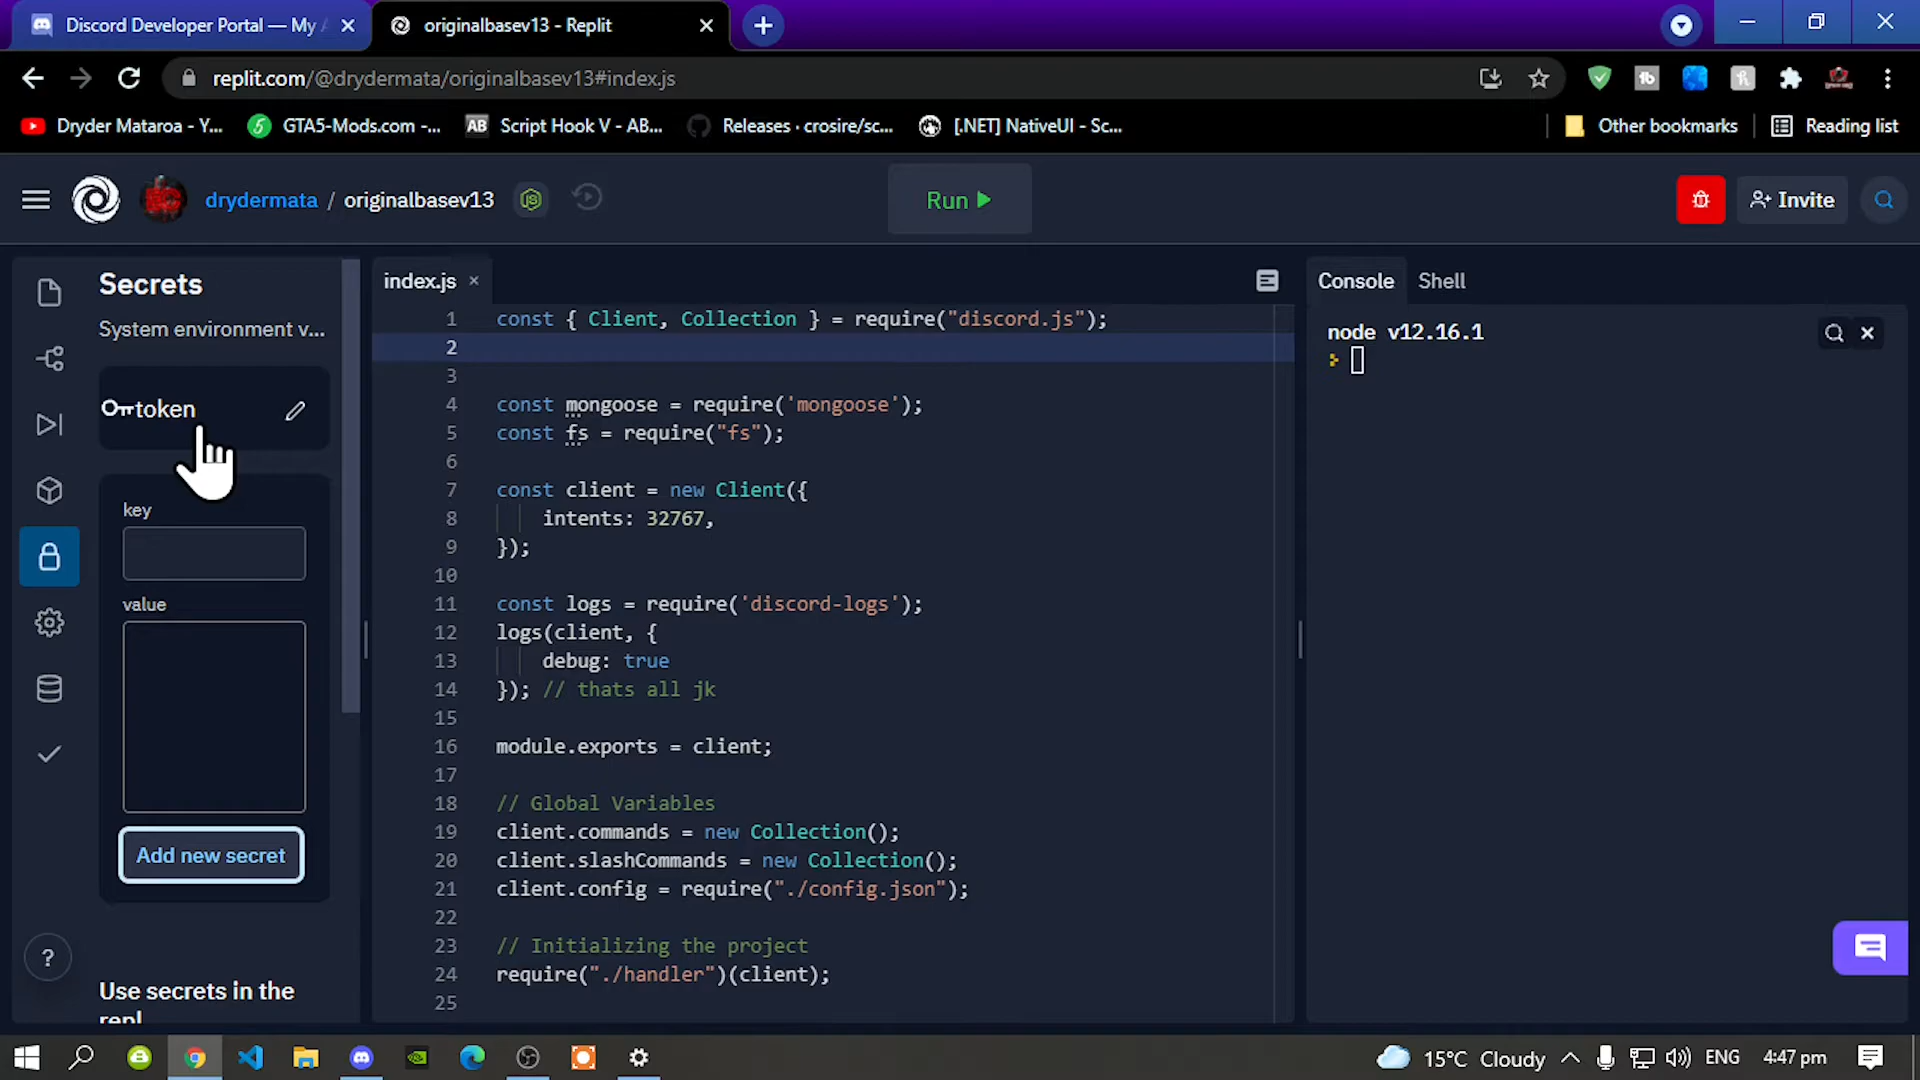 Discord Developer Portal — My A
originalbasev13 - Replit
replit.com/@drydermata/originalbasev13#index.js
Dryder Mataroa - Y...
GTA5-Mods.com -...
AB
Script Hook V - AB...
Releases · crosire/sc...
[.NET] NativeUI - Sc...
Other bookmarks
Reading list
drydermata / originalbasev13
Run
Invite
Secrets
System environment v...
token
key
value
Add new secret
Use secrets in the
repl
index.js
1 const { Client, Collection } = require("discord.js");
2
3
4 const mongoose = require('mongoose');
5 const fs = require("fs");
6
7 const client = new Client({
8 intents: 32767,
9 });
10
11 const logs = require('discord-logs');
12 logs(client, {
13 debug: true
14 }); // thats all jk
15
16 module.exports = client;
17
18 // Global Variables
19 client.commands = new Collection();
20 client.slashCommands = new Collection();
21 client.config = require("./config.json");
22
23 // Initializing the project
24 require("./handler")(client);
25
Console
Shell
node v12.16.1
?
15°C Cloudy
ENG
4:47 pm